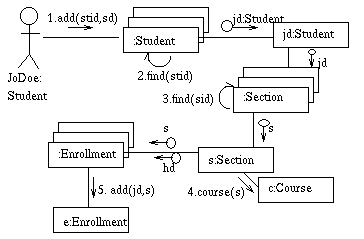 1.add(stid,sd)
jd:Student
:Student
jd:Student
JoDoe:
Student
2.find(stid)
jd
3.find(sid)
:Section
s
s
:Enrollment
hd
s:Section
5. add(jd,s)
4.course(s)
c:Course
e:Enrollment